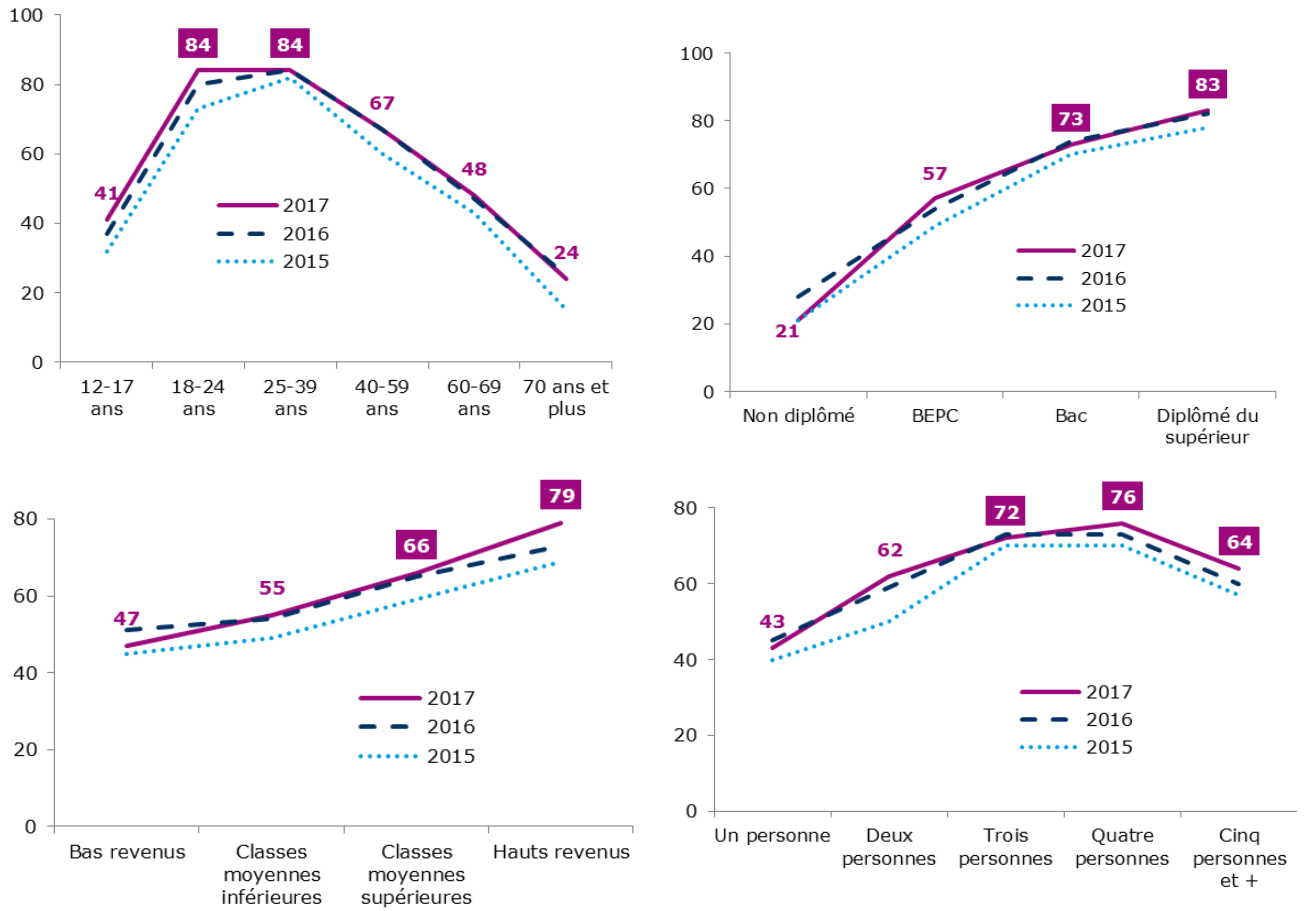 100
80
60
40
20
0
84
84
67
48
41
24
2017
2016
2015
12-17
ans
18-24
ans
25-39
ans
40-59
ans
60-69
ans
70 ans et
plus
100
80
60
40
20
0
83
73
57
21
2017
2016
2015
Non diplômé
BEPC
Bac
Diplômé du
supérieur
80
60
40
20
0
79
66
55
47
2017
2016
2015
Bas revenus
Classes
moyennes
inférieures
Classes
moyennes
supérieures
Hauts revenus
80
60
40
20
0
76
72
64
62
43
2017
2016
2015
Un personne
Deux
personnes
Trois
personnes
Quatre
personnes
Cinq
personnes
et +